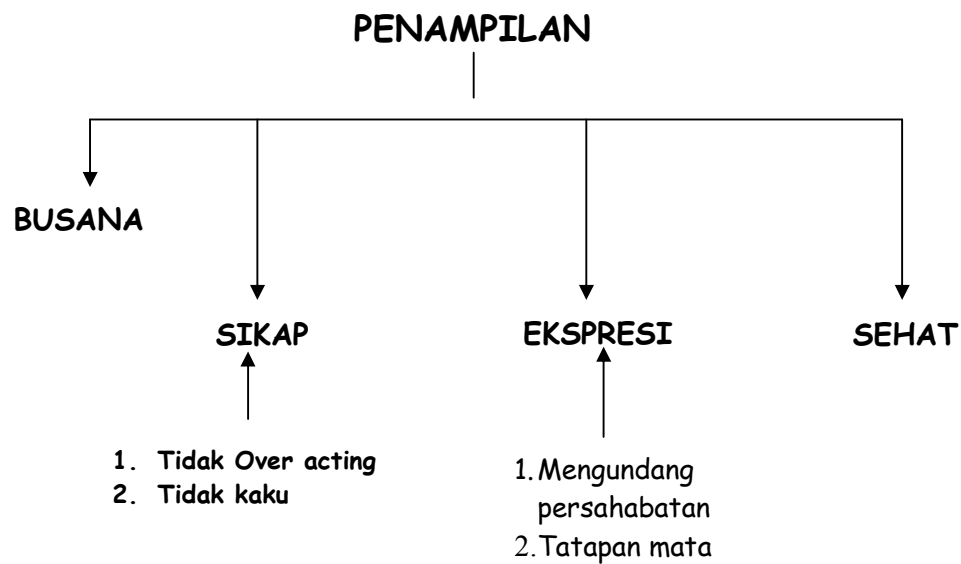 PENAMPILAN
BUSANA
SIKAP
EKSPRESI
SEHAT
1. Tidak Over acting
2. Tidak kaku
1. Mengundang
persahabatan
2. Tatapan mata